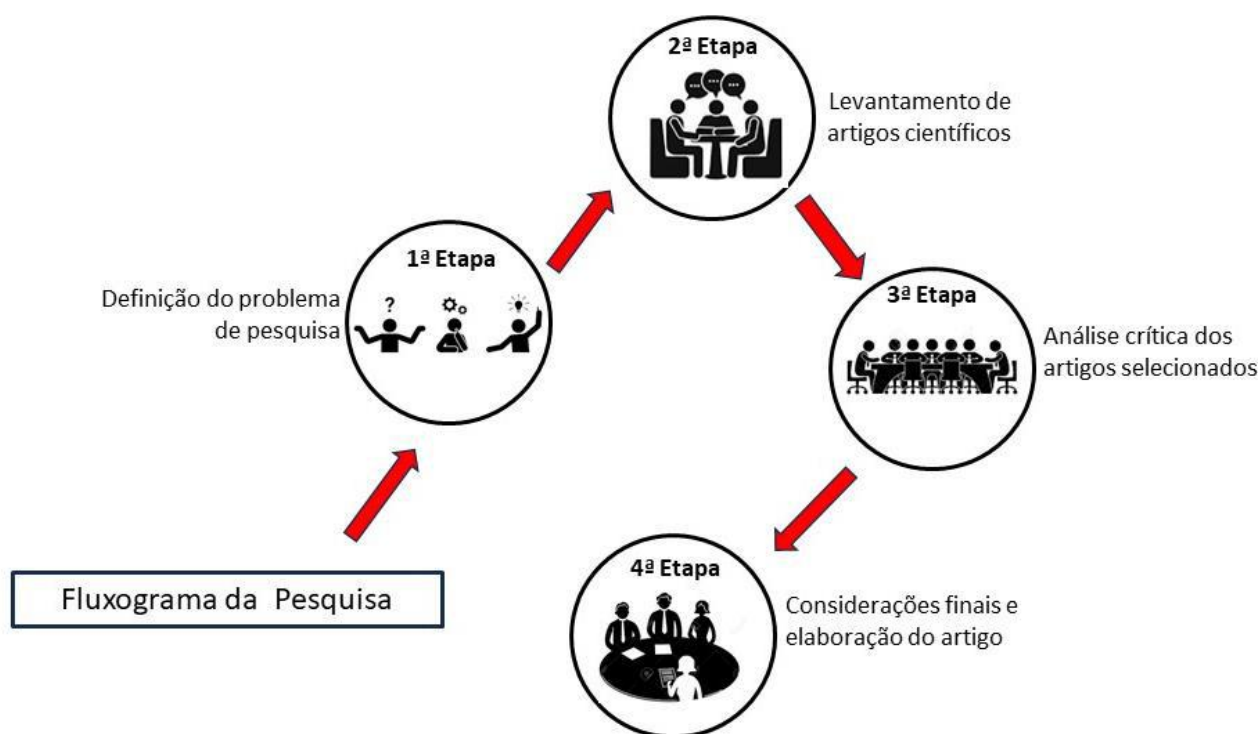 2ª Etapa
Levantamento de
artigos científicos
1ª Etapa
?
Definição do problema
de pesquisa
3ª Etapa
Análise crítica dos
artigos selecionados
Fluxograma da Pesquisa
4ª Etapa
Considerações finais e
elaboração do artigo